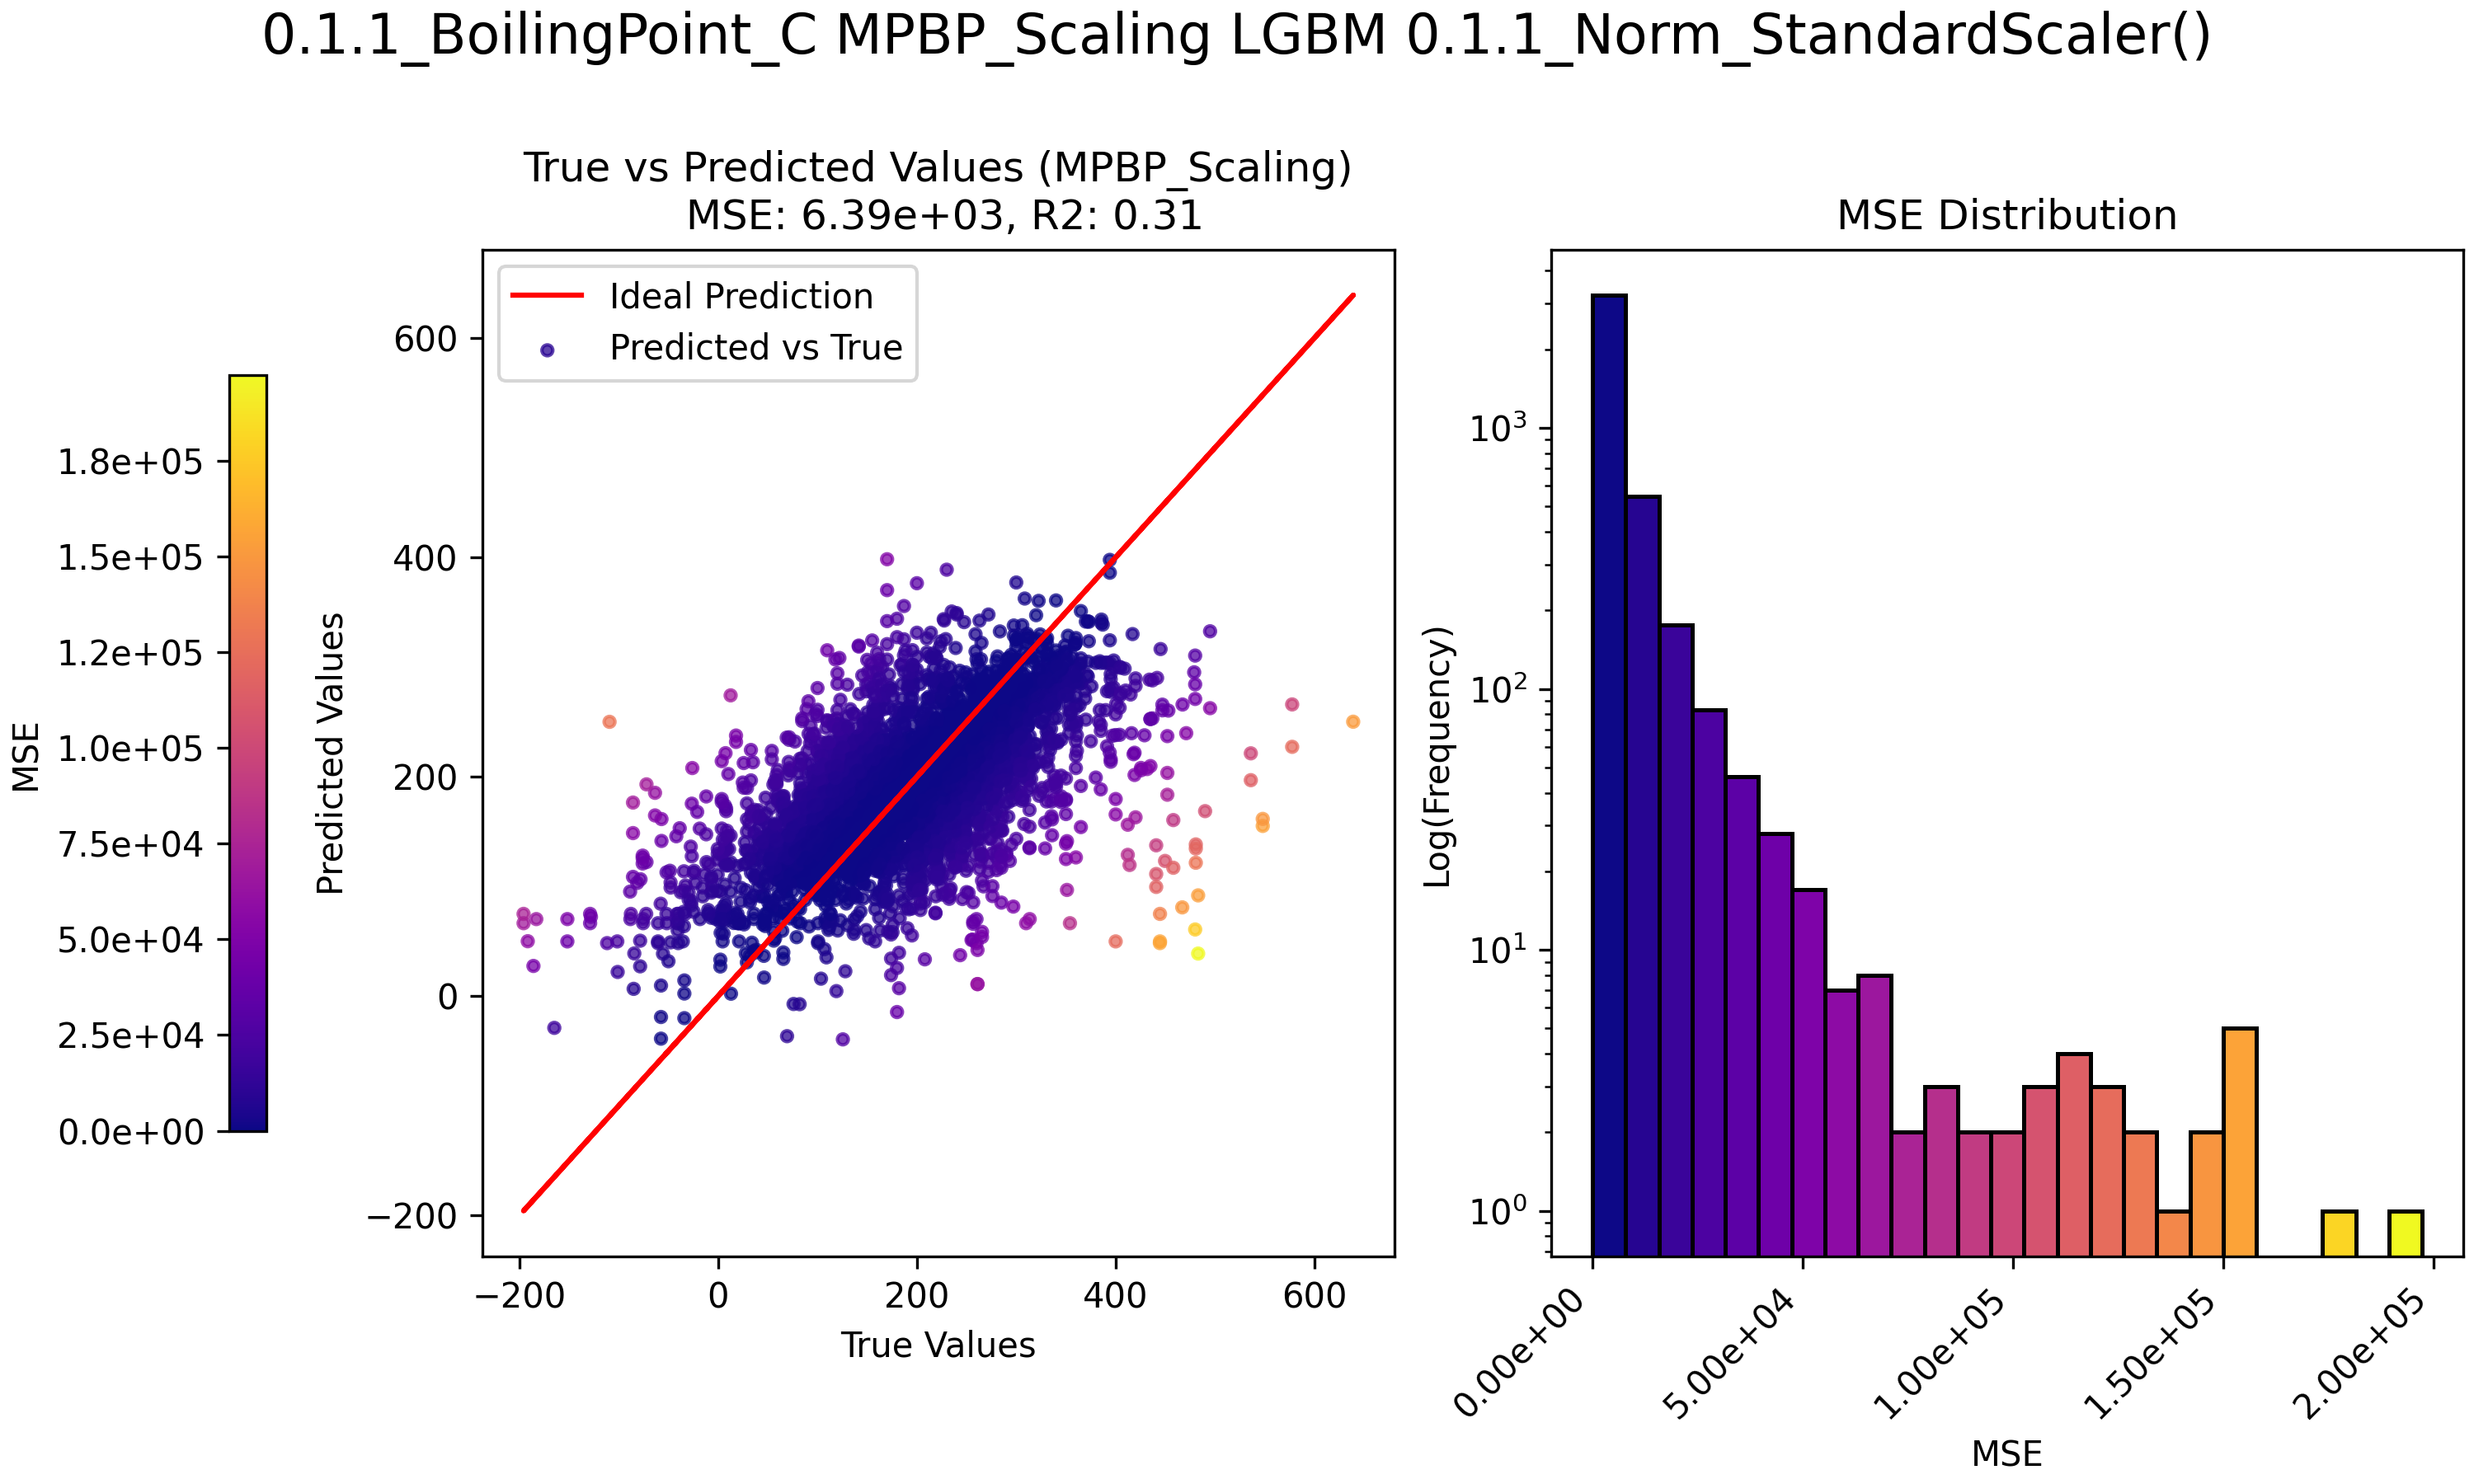 0.1.1_BoilingPoint_C MPBP_Scaling LGBM 0.1.1_Norm_StandardScaler()
MSE
1.8e+05
1.5e+05
1.2e+05
1.0e+05
7.5e+04
5.0e+04
2.5e+04
0.0e+00
True vs Predicted Values (MPBP_Scaling)
MSE: 6.39e+03, R2: 0.31
Ideal Prediction
Predicted vs True
Predicted Values
600
400
200
0
−200
−200
0
200
400
600
True Values
MSE Distribution
Log(Frequency)
10³
10²
10¹
10⁰
0.00e+00
5.00e+04
1.00e+05
1.50e+05
2.00e+05
MSE